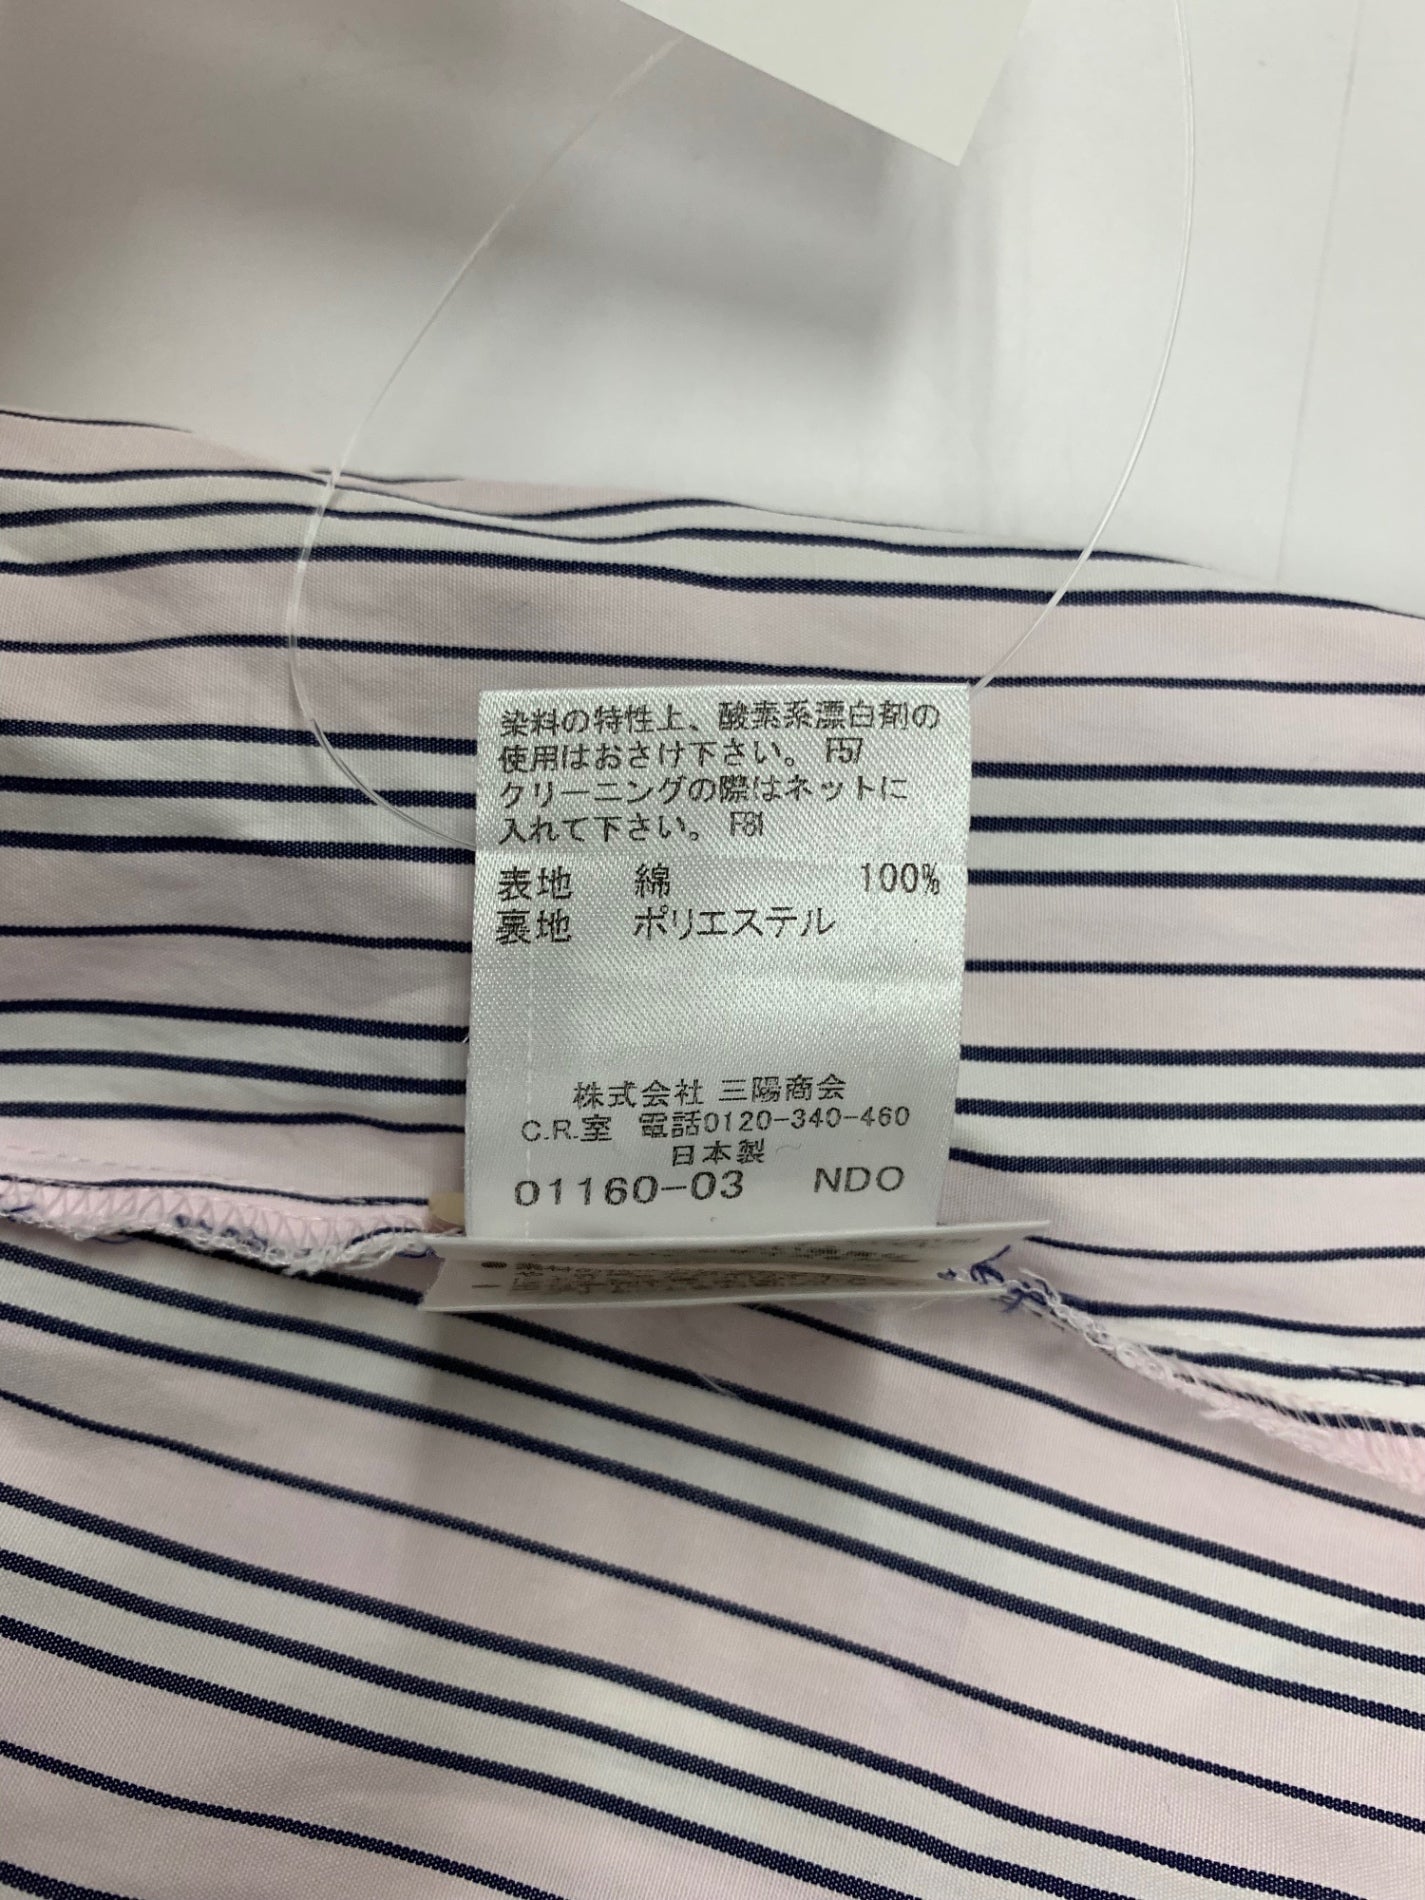 染料の特性上、酸素系漂白剤の
使用はおさけ下さい。 F57
クリーニングの際はネットに
入れて下さい。 F81
表地 綿 100%
裏地 ポリエステル
株式会社 三陽商会
C.R.室 電話0120-340-460
日本製
01160-03 NDO